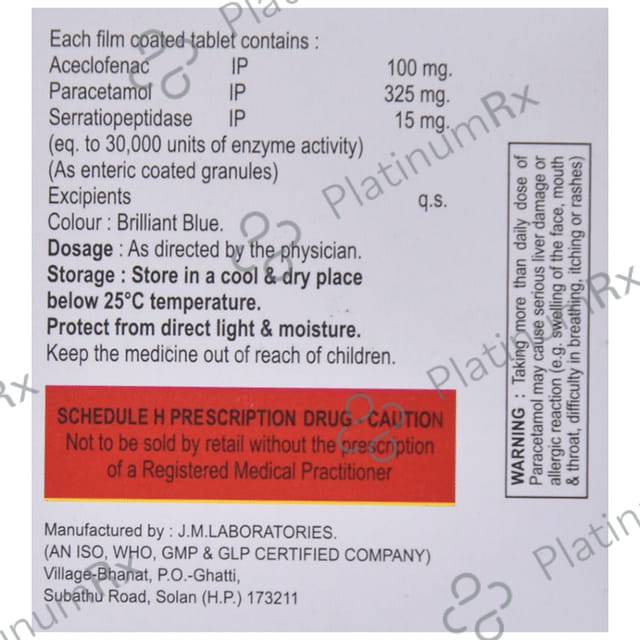 Each film coated tablet contains :
Aceclofenac IP 100 mg.
Paracetamol IP 325 mg.
Serratiopeptidase IP 15 mg.
(eq. to 30,000 units of enzyme activity)
(As enteric coated granules)
Excipients q.s.
Colour : Brilliant Blue.
Dosage : As directed by the physician.
Storage : Store in a cool & dry place
below 25°C temperature.
Protect from direct light & moisture.
Keep the medicine out of reach of children.
SCHEDULE H PRESCRIPTION DRUG - CAUTION
Not to be sold by retail without the prescription
of a Registered Medical Practitioner
Manufactured by : J.M.LABORATORIES.
(AN ISO, WHO, GMP & GLP CERTIFIED COMPANY)
Village-Bhanat, P.O.-Ghatti,
Subathu Road, Solan (H.P.) 173211
WARNING : Taking more than daily dose of
Paracetamol may cause serious liver damage or
allergic reaction (e.g. swelling of the face, mouth
& throat, difficulty in breathing, itching or rashes)
PlatinumRx
PlatinumRx
PlatinumRx
Platinum
Rx
numRx